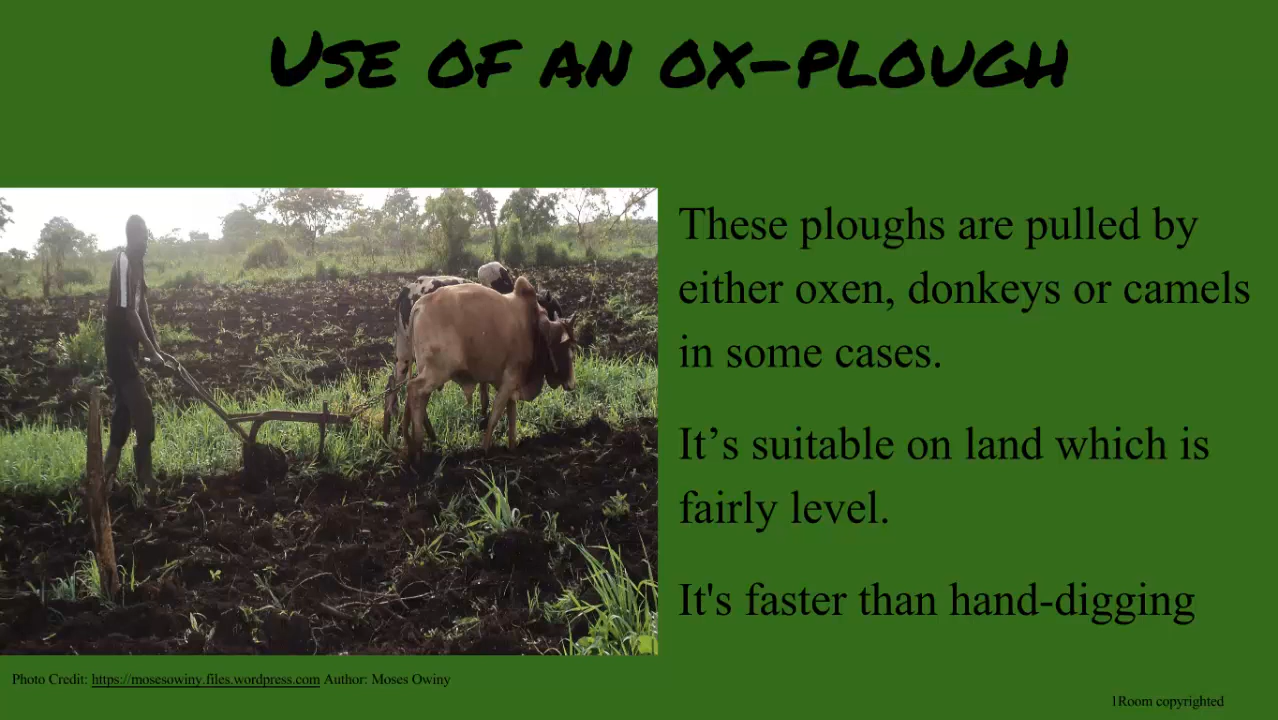 USE OF AN OX-PLOUGH
These ploughs are pulled by
either oxen, donkeys or camels
in some cases.
It’s suitable on land which is
fairly level.
It's faster than hand-digging
Photo Credit: https://mosesowiny.files.wordpress.com Author: Moses Owiny
1Room copyrighted